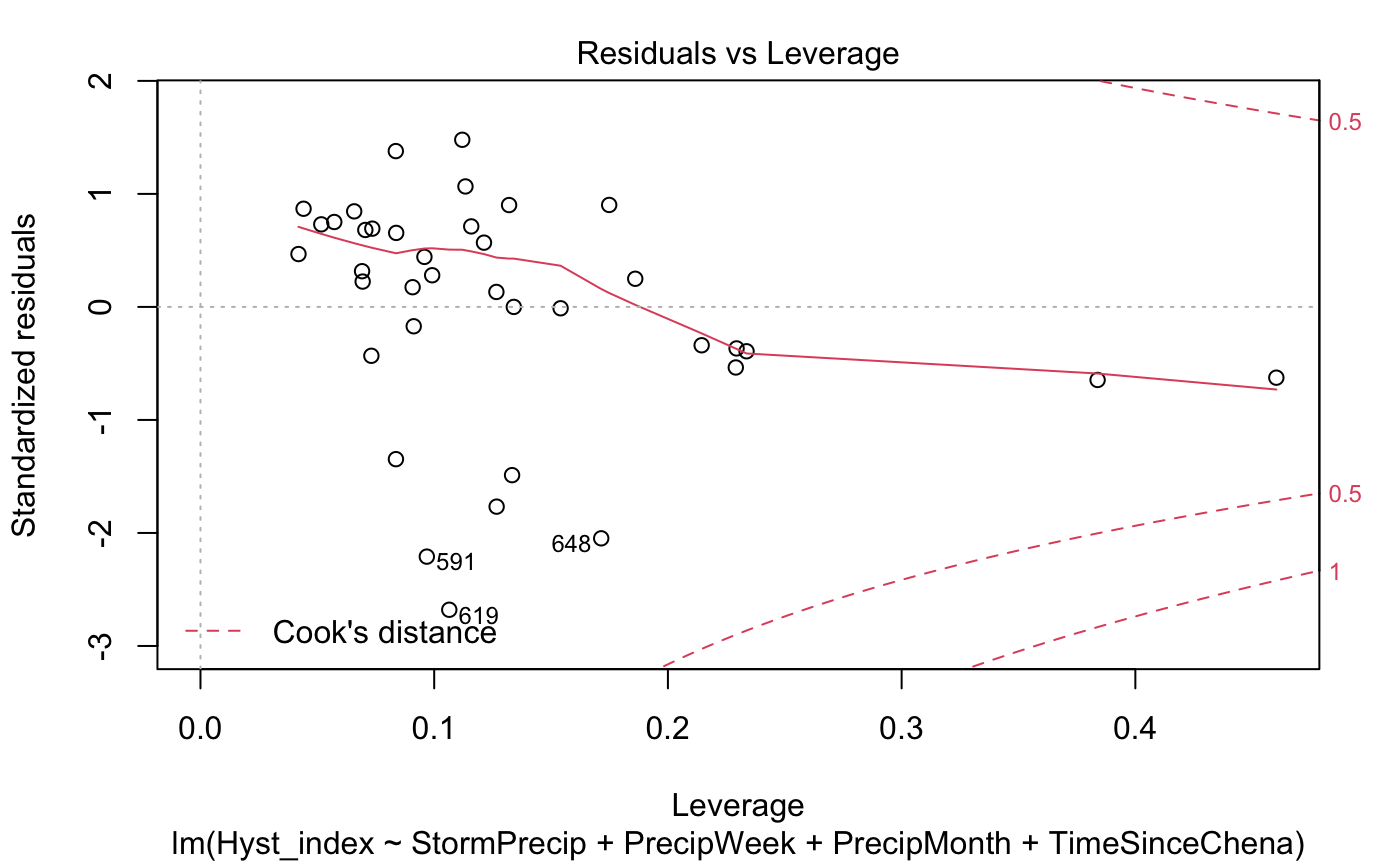 Residuals vs Leverage
Standardized residuals
2
1
0
-1
-2
-3
0.5
0.5
1
648
591
619
Cook's distance
0.0 0.1 0.2 0.3 0.4
Leverage
lm(Hyst_index ~ StormPrecip + PrecipWeek + PrecipMonth + TimeSinceChena)